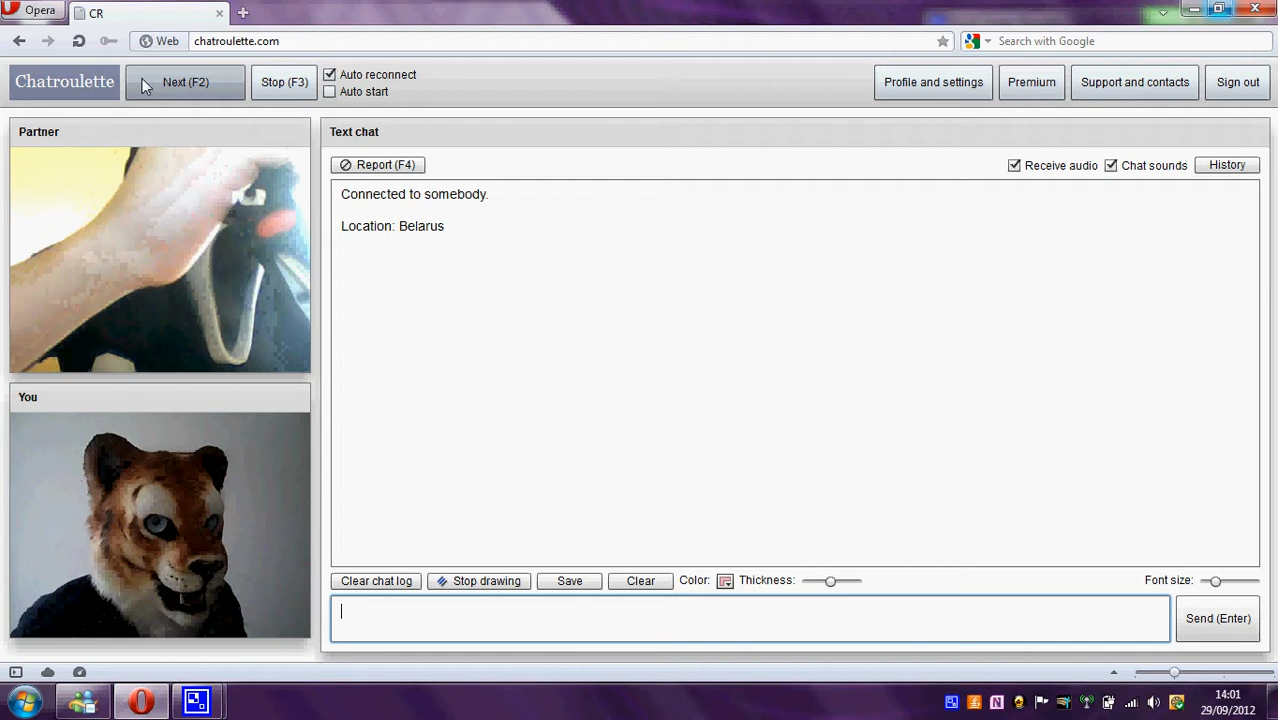 Opera
CR
Web
chatroulette.com
Search with Google
Chatroulette
Next (F2)
Stop (F3)
Auto reconnect
Auto start
Profile and settings
Premium
Support and contacts
Sign out
Partner
Text chat
Report (F4)
Receive audio
Chat sounds
History
Connected to somebody.
Location: Belarus
You
Clear chat log
Stop drawing
Save
Clear
Color:
Thickness:
Font size:
Send (Enter)
14:01
29/09/2012